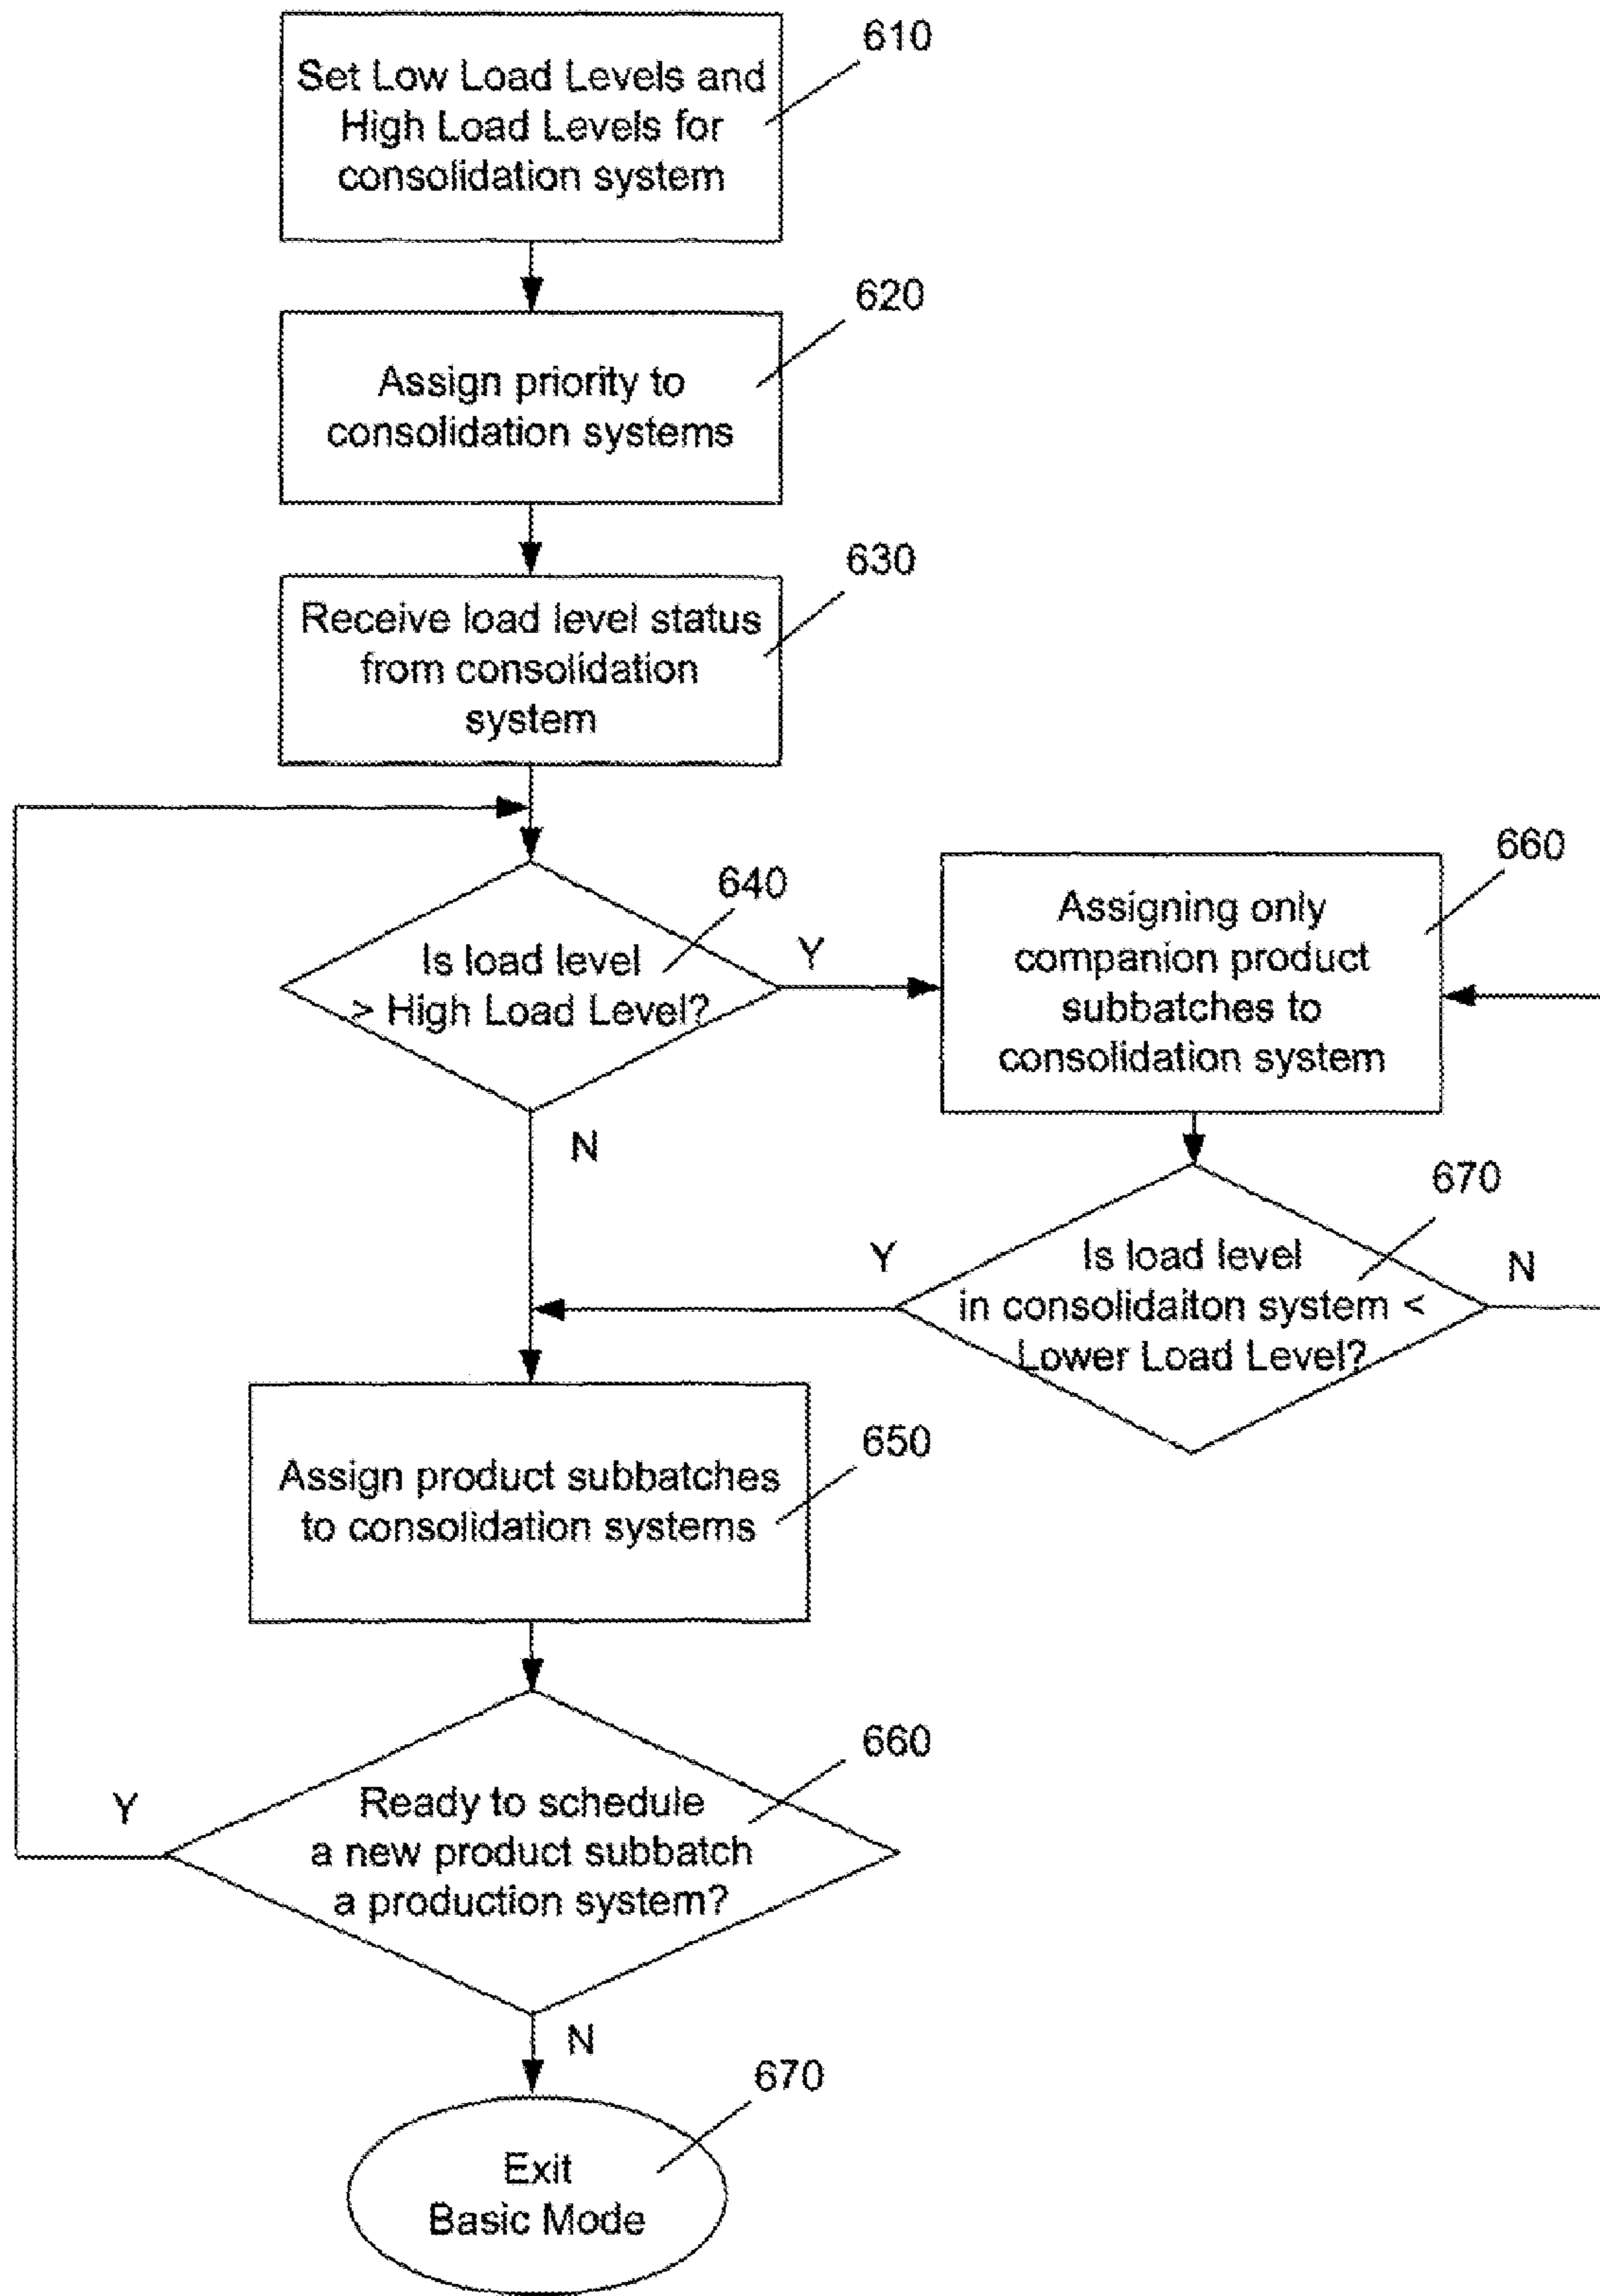 610
Set Low Load Levels and
High Load Levels for
consolidation system
620
Assign priority to
consolidation systems
630
Receive load level status
from consolidation
system
640
Is load level
> High Load Level?
Y
N
660
Assigning only
companion product
subbatches to
consolidation system
670
Is load level
in consolidaiton system <
Lower Load Level?
Y
N
650
Assign product subbatches
to consolidation systems
660
Ready to schedule
a new product subbatch
a production system?
Y
N
670
Exit
Basic Mode